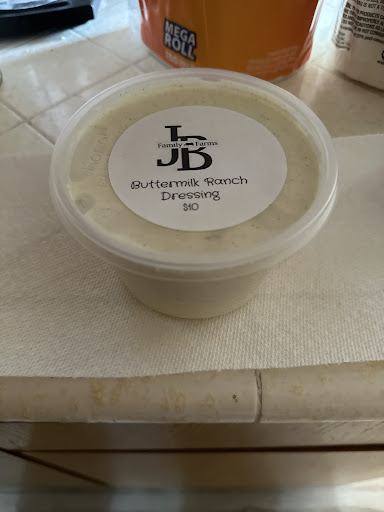 MEGA
ROLL
JB
Family Farms
Buttermilk Ranch
Dressing
$10